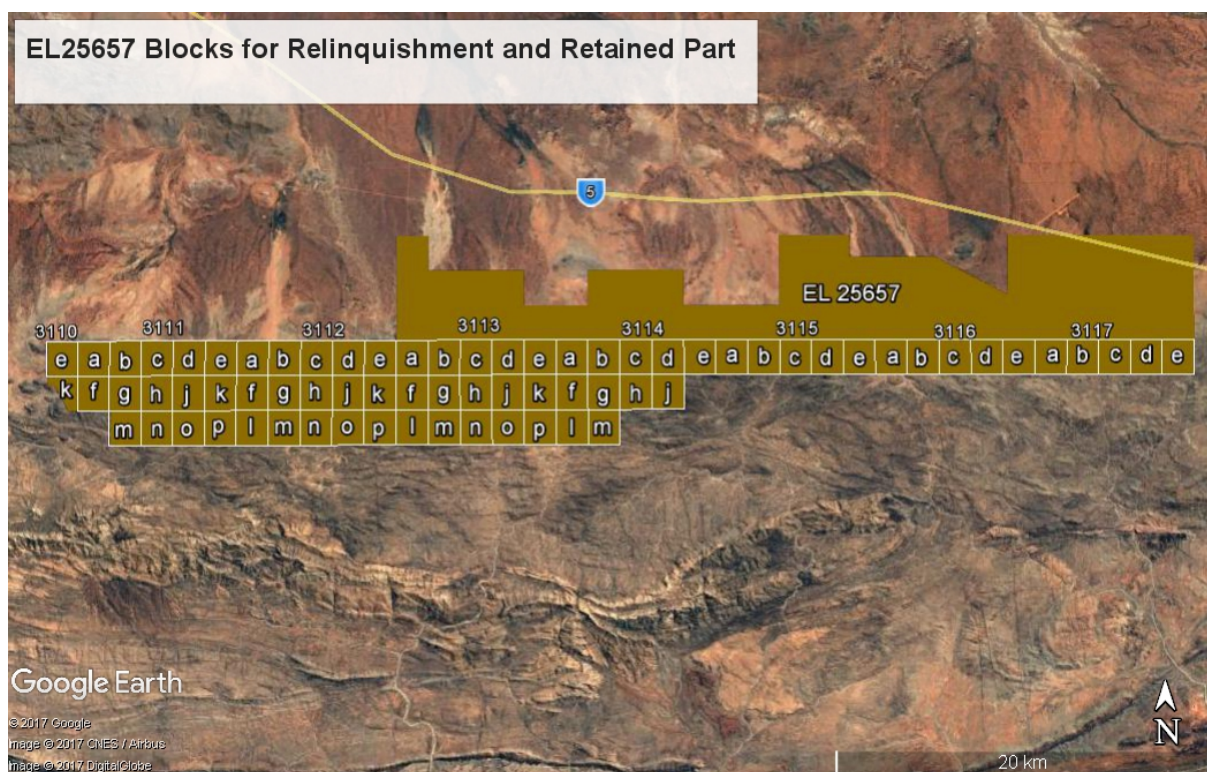 EL25657 Blocks for Relinquishment and Retained Part
5
EL 25657
3110 3111 3112 3113 3114 3115 3116 3117
e a b c d e a b c d e a b c d e a b c d e a b c d e a b c d e a b c d e
k f g h j k f g h j k f g h j k f g h j
m n o p l m n o p l m n o p l m
Google Earth
© 2017 Google
Image © 2017 CNES / Airbus
Image © 2017 DigitalGlobe
N
20 km